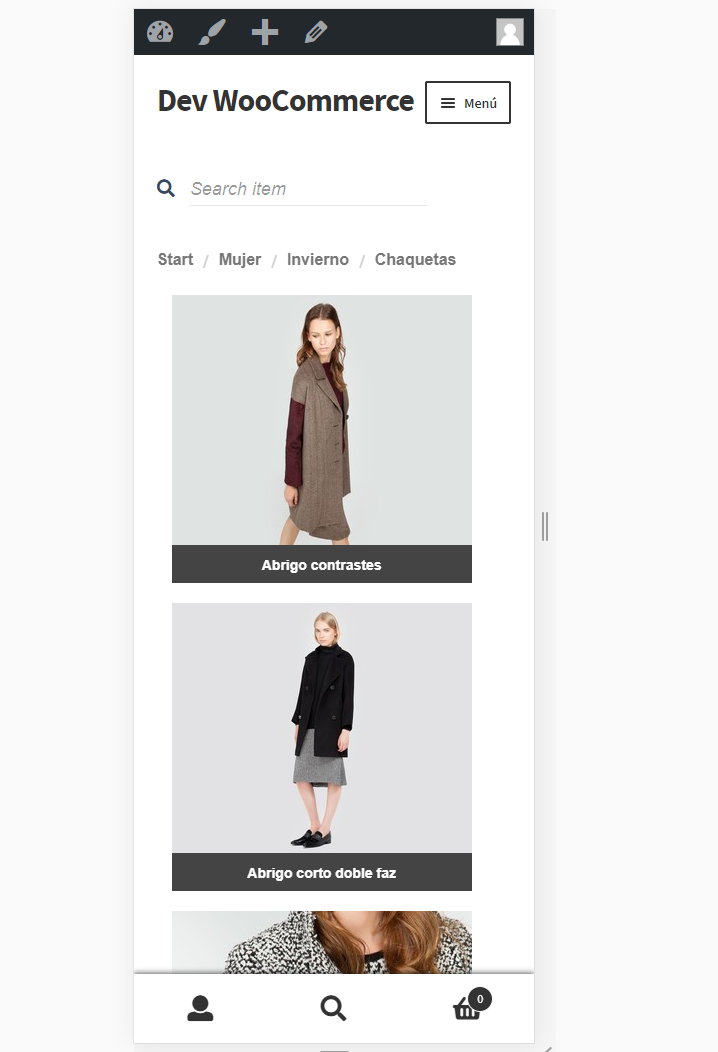 Dev WooCommerce
Menú
Search item
Start / Mujer / Invierno / Chaquetas
Abrigo contrastes
Abrigo corto doble faz
0